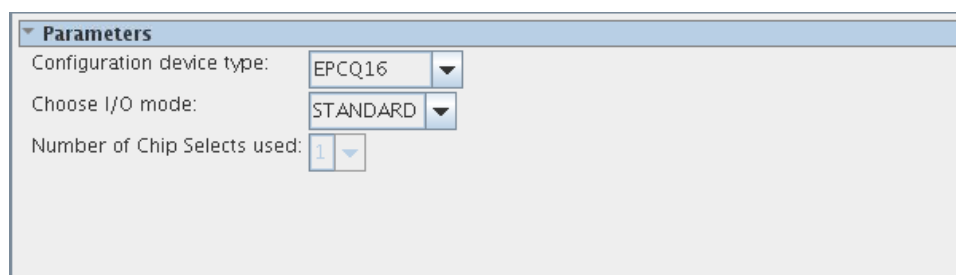 Parameters
Configuration device type: EPCQ16
Choose I/O mode: STANDARD
Number of Chip Selects used: 1